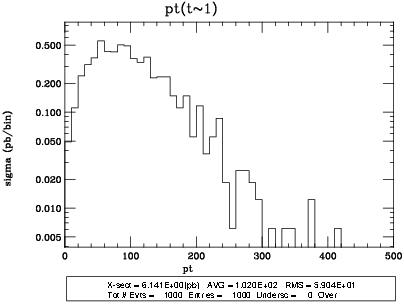 pt(t~1)
sigma (pb/bin)
0.500
0.200
0.100
0.050
0.020
0.010
0.005
0 100 200 300 400 500
pt
X-sect = 6.141E+00(pb) AVG = 1.020E+02 RMS = 5.904E+01
Tot # Evts = 1000 Entries = 1000 Undersc = 0 Over